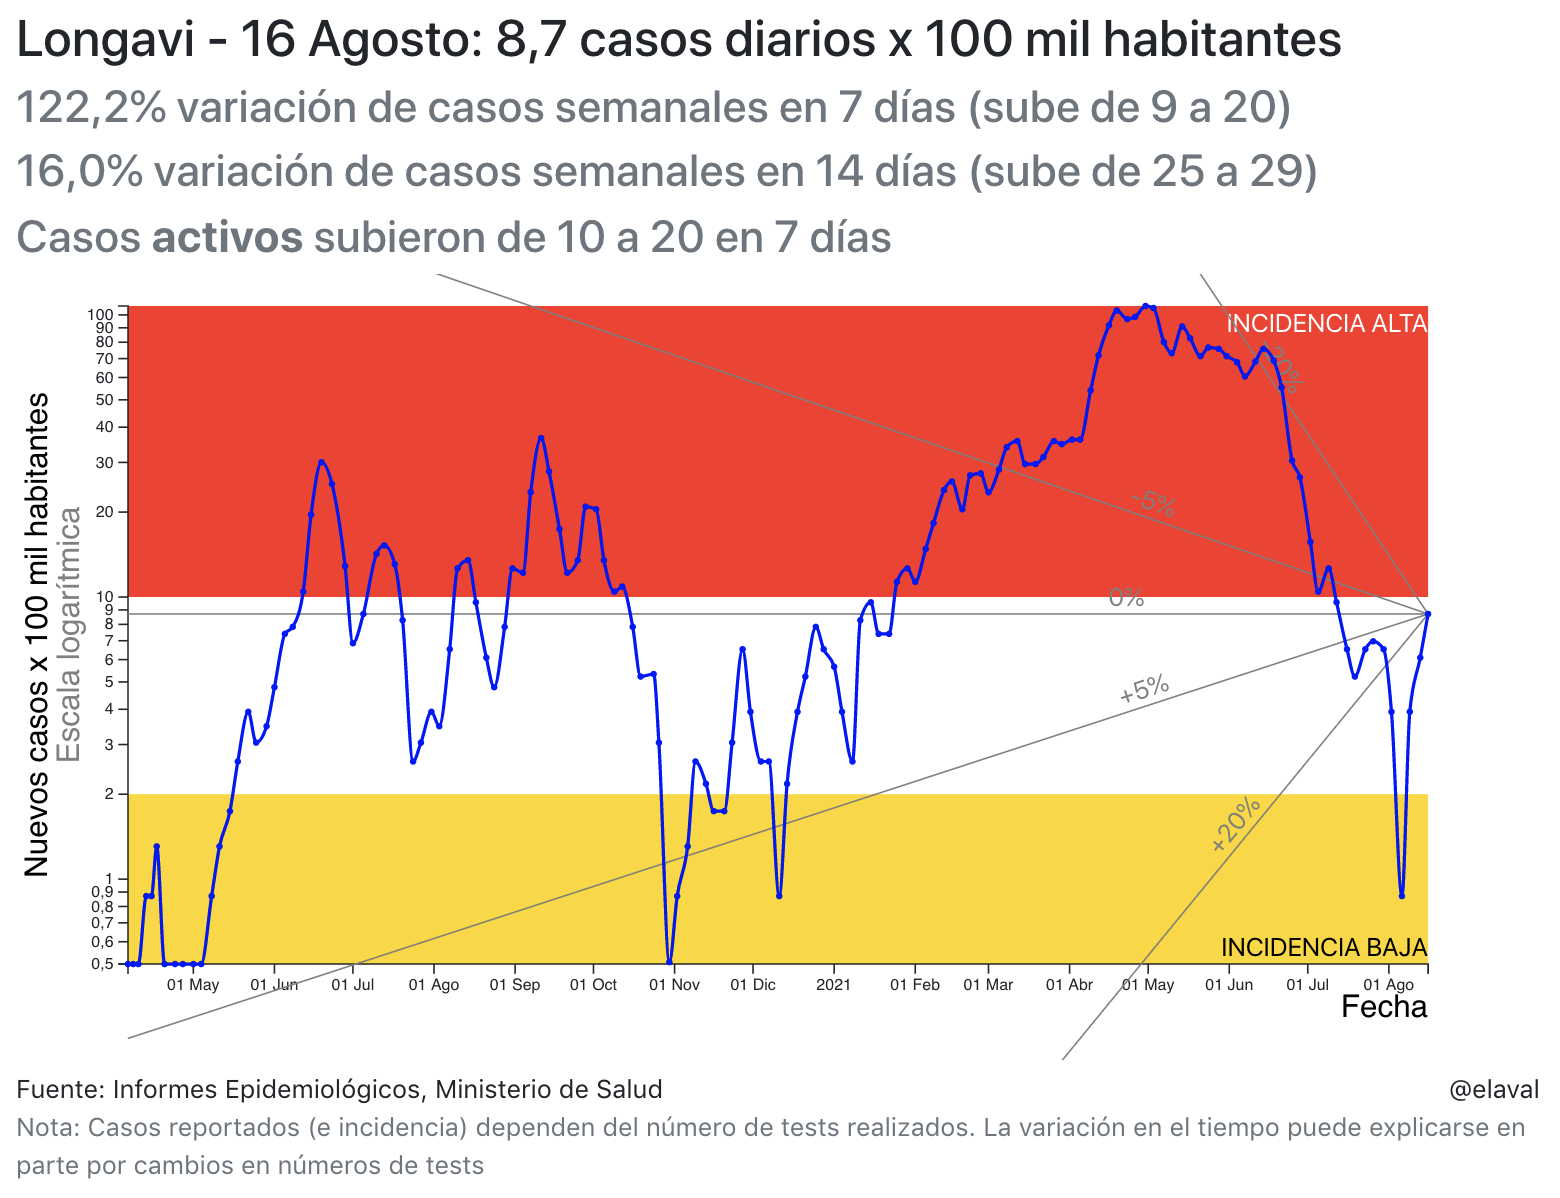 Longavi - 16 Agosto: 8,7 casos diarios x 100 mil habitantes
122,2% variación de casos semanales en 7 días (sube de 9 a 20)
16,0% variación de casos semanales en 14 días (sube de 25 a 29)
Casos activos subieron de 10 a 20 en 7 días
Nuevos casos x 100 mil habitantes
Escala logarítmica
100
90
80
70
60
50
40
30
20
10
9
8
7
6
5
4
3
2
1
0,9
0,8
0,7
0,6
0,5
INCIDENCIA ALTA
-20%
-5%
0%
+5%
+20%
INCIDENCIA BAJA
01 May
01 Jun
01 Jul
01 Ago
01 Sep
01 Oct
01 Nov
01 Dic
2021
01 Feb
01 Mar
01 Abr
01 May
01 Jun
01 Jul
01 Ago
Fecha
Fuente: Informes Epidemiológicos, Ministerio de Salud
@elaval
Nota: Casos reportados (e incidencia) dependen del número de tests realizados. La variación en el tiempo puede explicarse en
parte por cambios en números de tests